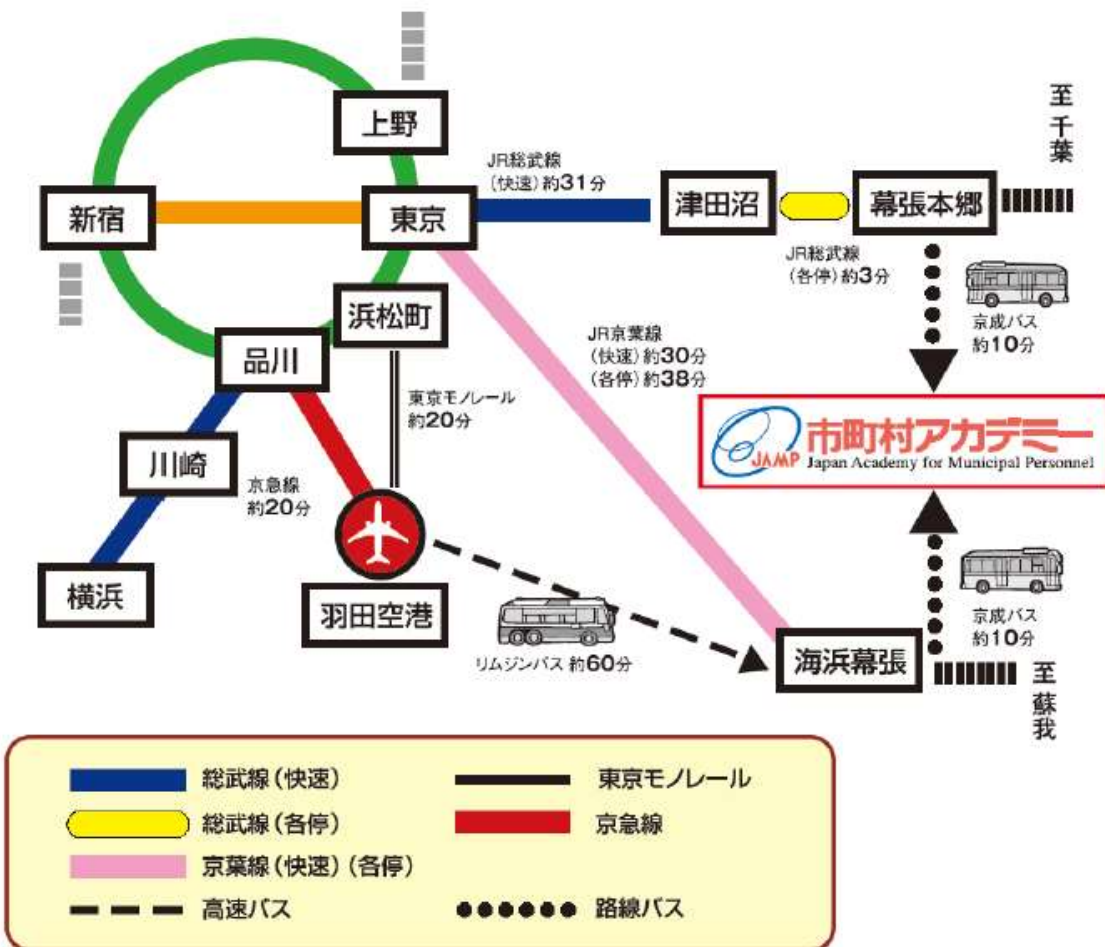 上野
至千葉
JR総武線
(快速)約31分
新宿
東京
津田沼
幕張本郷
JR総武線
(各停)約3分
浜松町
京成バス
約10分
品川
JR京葉線
(快速)約30分
(各停)約38分
東京モノレール
約20分
市町村アカデミー
JAMP
Japan Academy for Municipal Personnel
川崎
京急線
約20分
横浜
羽田空港
京成バス
約10分
リムジンバス 約60分
海浜幕張
至蘇我
総武線(快速)
東京モノレール
総武線(各停)
京急線
京葉線(快速)(各停)
高速バス
路線バス